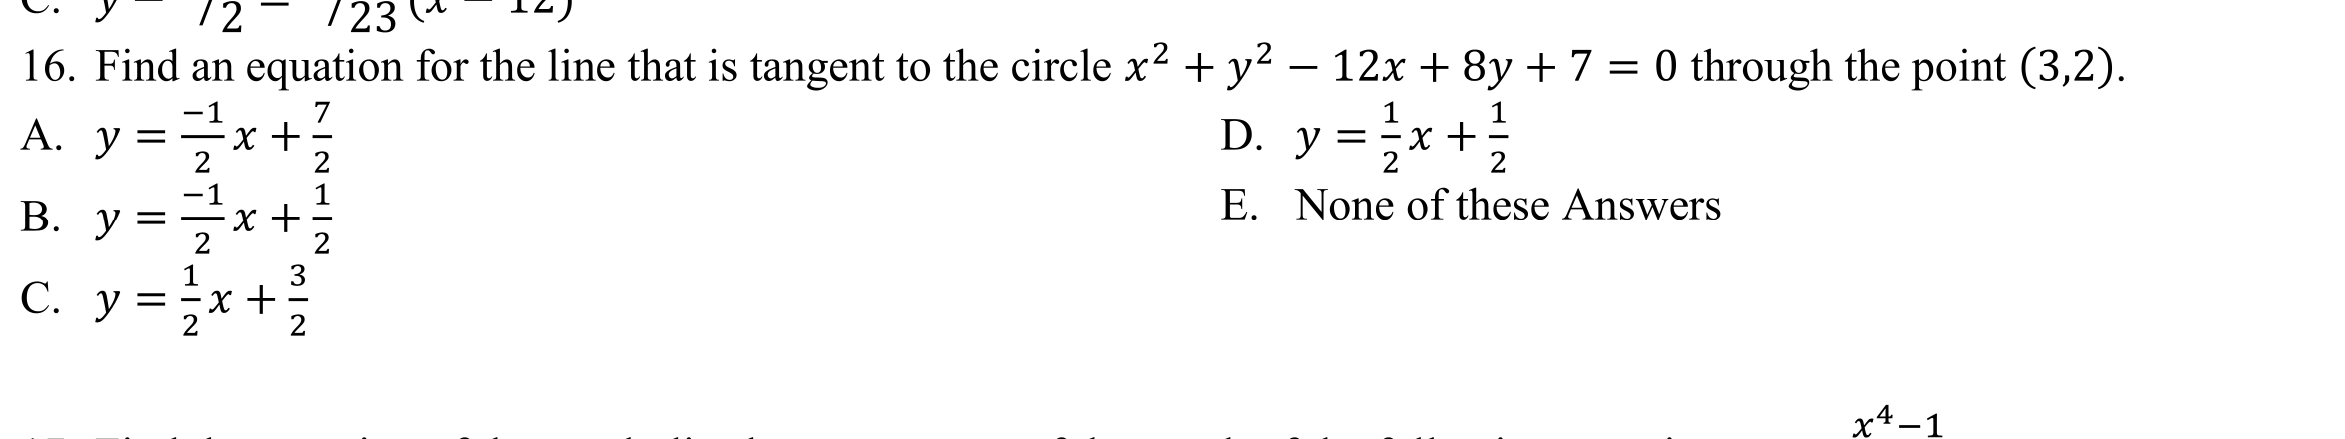 16. Find an equation for the line that is tangent to the circle x² + y² − 12x + 8y + 7 = 0 through the point (3,2).
A. y = −1/2 x + 7/2
D. y = 1/2 x + 1/2
B. y = −1/2 x + 1/2
E. None of these Answers
C. y = 1/2 x + 3/2
x⁴−1